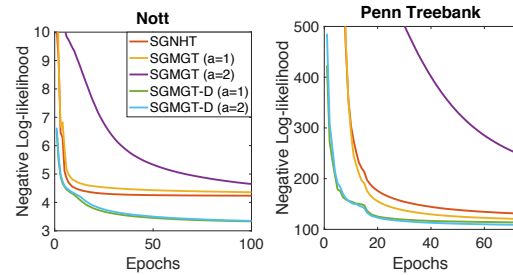 Nott
Negative Log-likelihood
10
9
8
7
6
5
4
3
0
50
100
Epochs
SGNHT
SGMGT (a=1)
SGMGT (a=2)
SGMGT-D (a=1)
SGMGT-D (a=2)
Penn Treebank
Negative Log-likelihood
500
400
300
200
100
0
20
40
60
Epochs